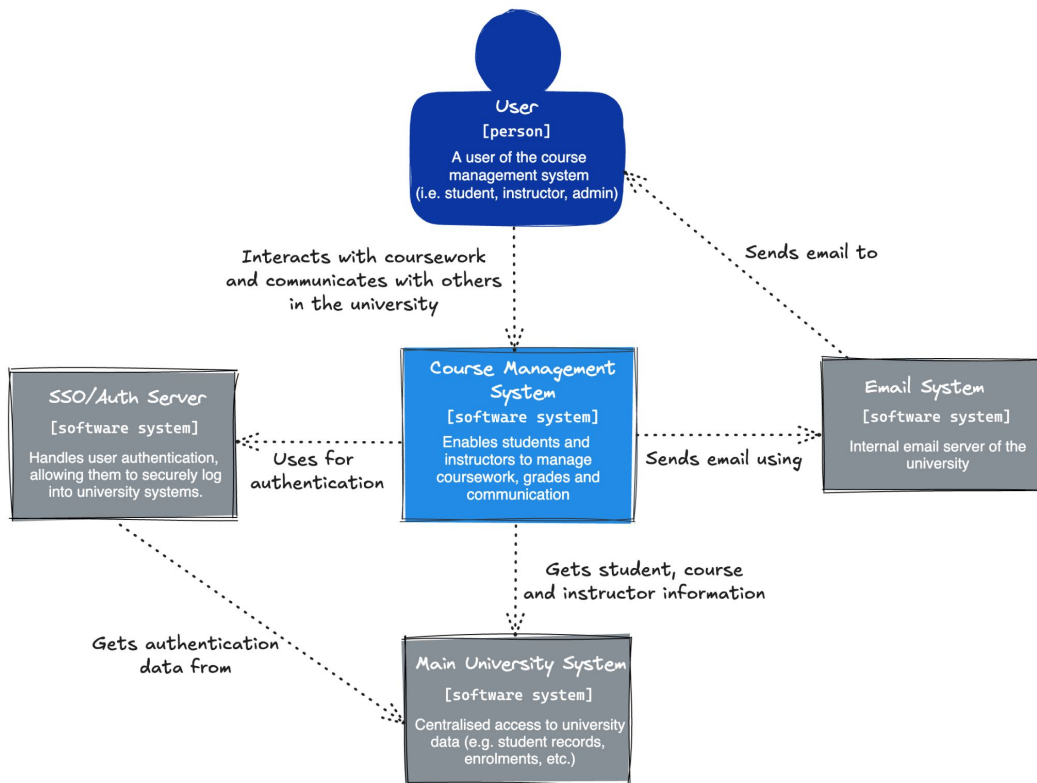 User
[person]
A user of the course
management system
(i.e. student, instructor, admin)
Interacts with coursework
and communicates with others
in the university
Sends email to
SSO/Auth Server
[software system]
Handles user authentication,
allowing them to securely log
into university systems.
Uses for
authentication
Course Management
System
[software system]
Enables students and
instructors to manage
coursework, grades and
communication
Sends email using
Email System
[software system]
Internal email server of the
university
Gets student, course
and instructor information
Gets authentication
data from
Main University System
[software system]
Centralised access to university
data (e.g. student records,
enrolments, etc.)